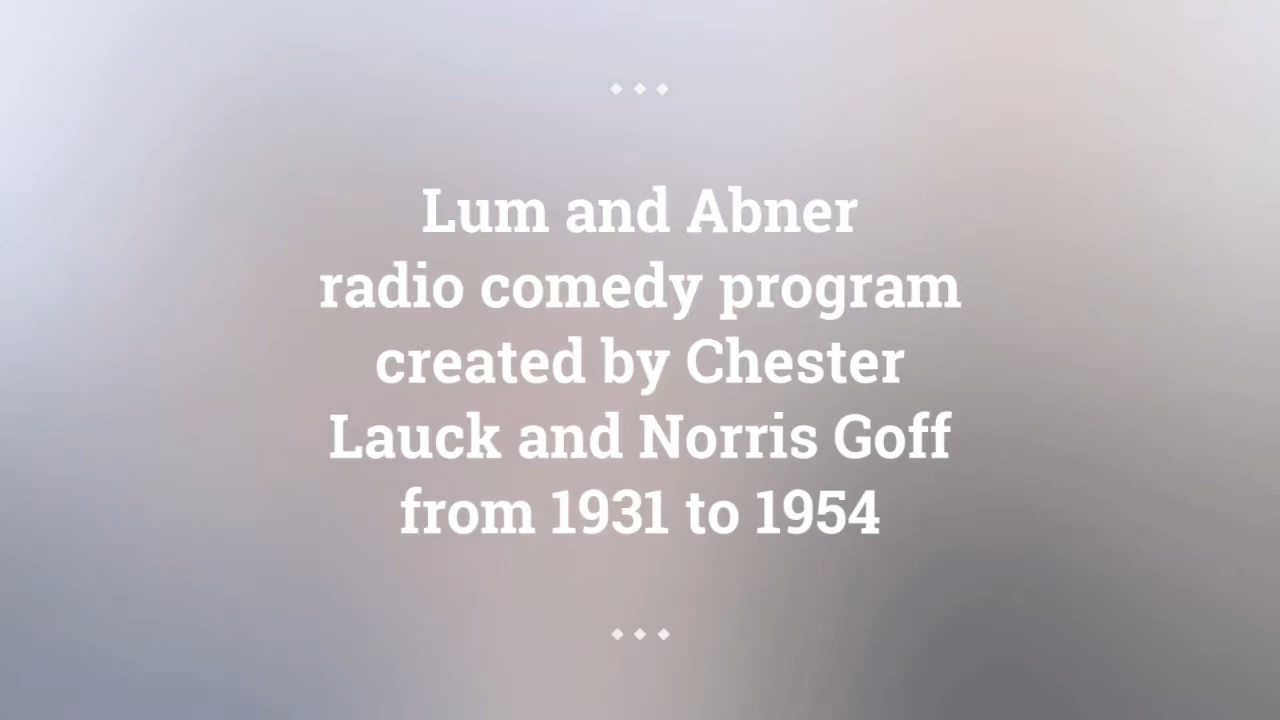 Lum and Abner
radio comedy program
created by Chester
Lauck and Norris Goff
from 1931 to 1954